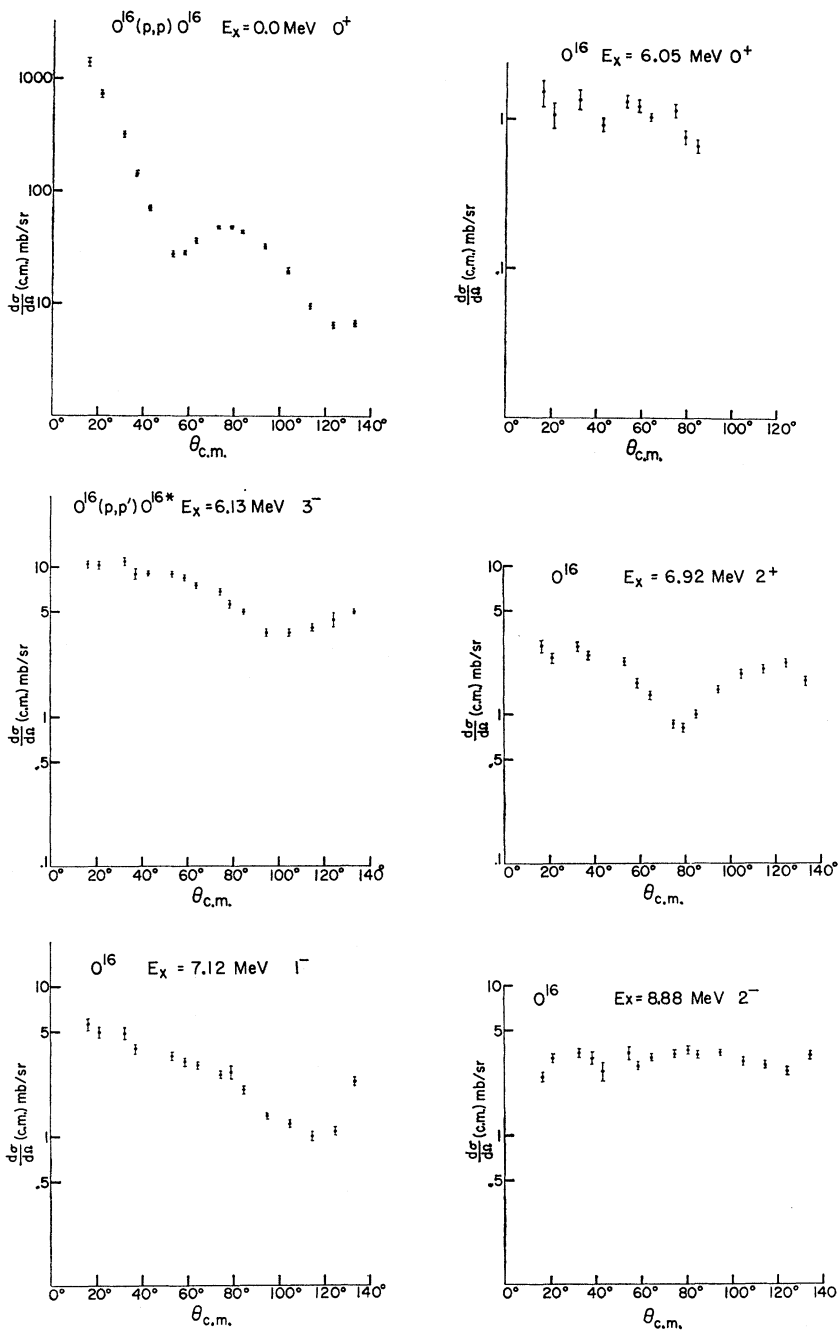 O¹⁶(p,p) O¹⁶ Eₓ = 0.0 MeV 0⁺
1000
100
10
dσ/dΩ (c.m.) mb/sr
0° 20° 40° 60° 80° 100° 120° 140°
θc.m.
O¹⁶ Eₓ = 6.05 MeV 0⁺
1
.1
dσ/dΩ (c.m.) mb/sr
0° 20° 40° 60° 80° 100° 120°
θc.m.
O¹⁶(p,p′) O¹⁶* Eₓ = 6.13 MeV 3⁻
10
5
1
.5
.1
dσ/dΩ (c.m.) mb/sr
0° 20° 40° 60° 80° 100° 120° 140°
θc.m.
O¹⁶ Eₓ = 6.92 MeV 2⁺
10
5
1
.5
.1
dσ/dΩ (c.m.) mb/sr
0° 20° 40° 60° 80° 100° 120° 140°
θc.m.
O¹⁶ Eₓ = 7.12 MeV 1⁻
10
5
1
.5
dσ/dΩ (c.m.) mb/sr
0° 20° 40° 60° 80° 100° 120° 140°
θc.m.
O¹⁶ Ex = 8.88 MeV 2⁻
10
5
1
.5
dσ/dΩ (c.m.) mb/sr
0° 20° 40° 60° 80° 100° 120° 140
θc.m.